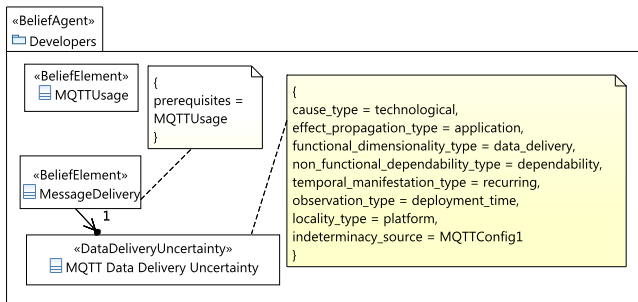 «BeliefAgent»
Developers
«BeliefElement»
MQTTUsage
{
prerequisites =
MQTTUsage
}
{
cause_type = technological,
effect_propagation_type = application,
functional_dimensionality_type = data_delivery,
non_functional_dependability_type = dependability,
temporal_manifestation_type = recurring,
observation_type = deployment_time,
locality_type = platform,
indeterminacy_source = MQTTConfig1
}
«BeliefElement»
MessageDelivery
1
«DataDeliveryUncertainty»
MQTT Data Delivery Uncertainty